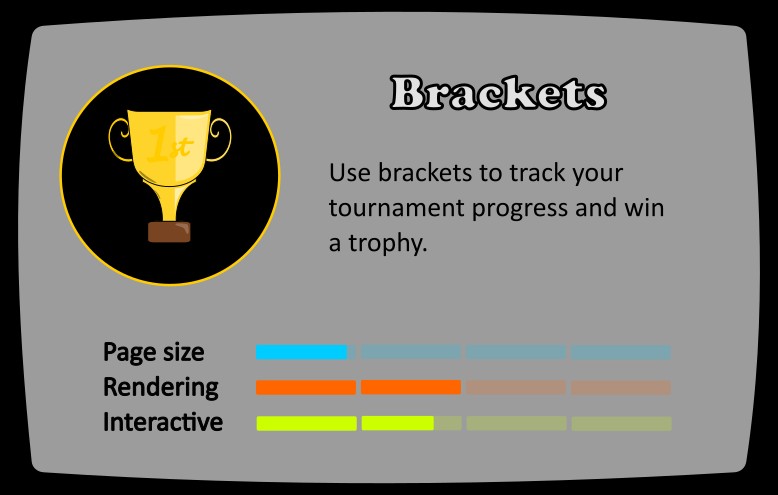 Brackets
1st
Use brackets to track your
tournament progress and win
a trophy.
Page size
Rendering
Interactive